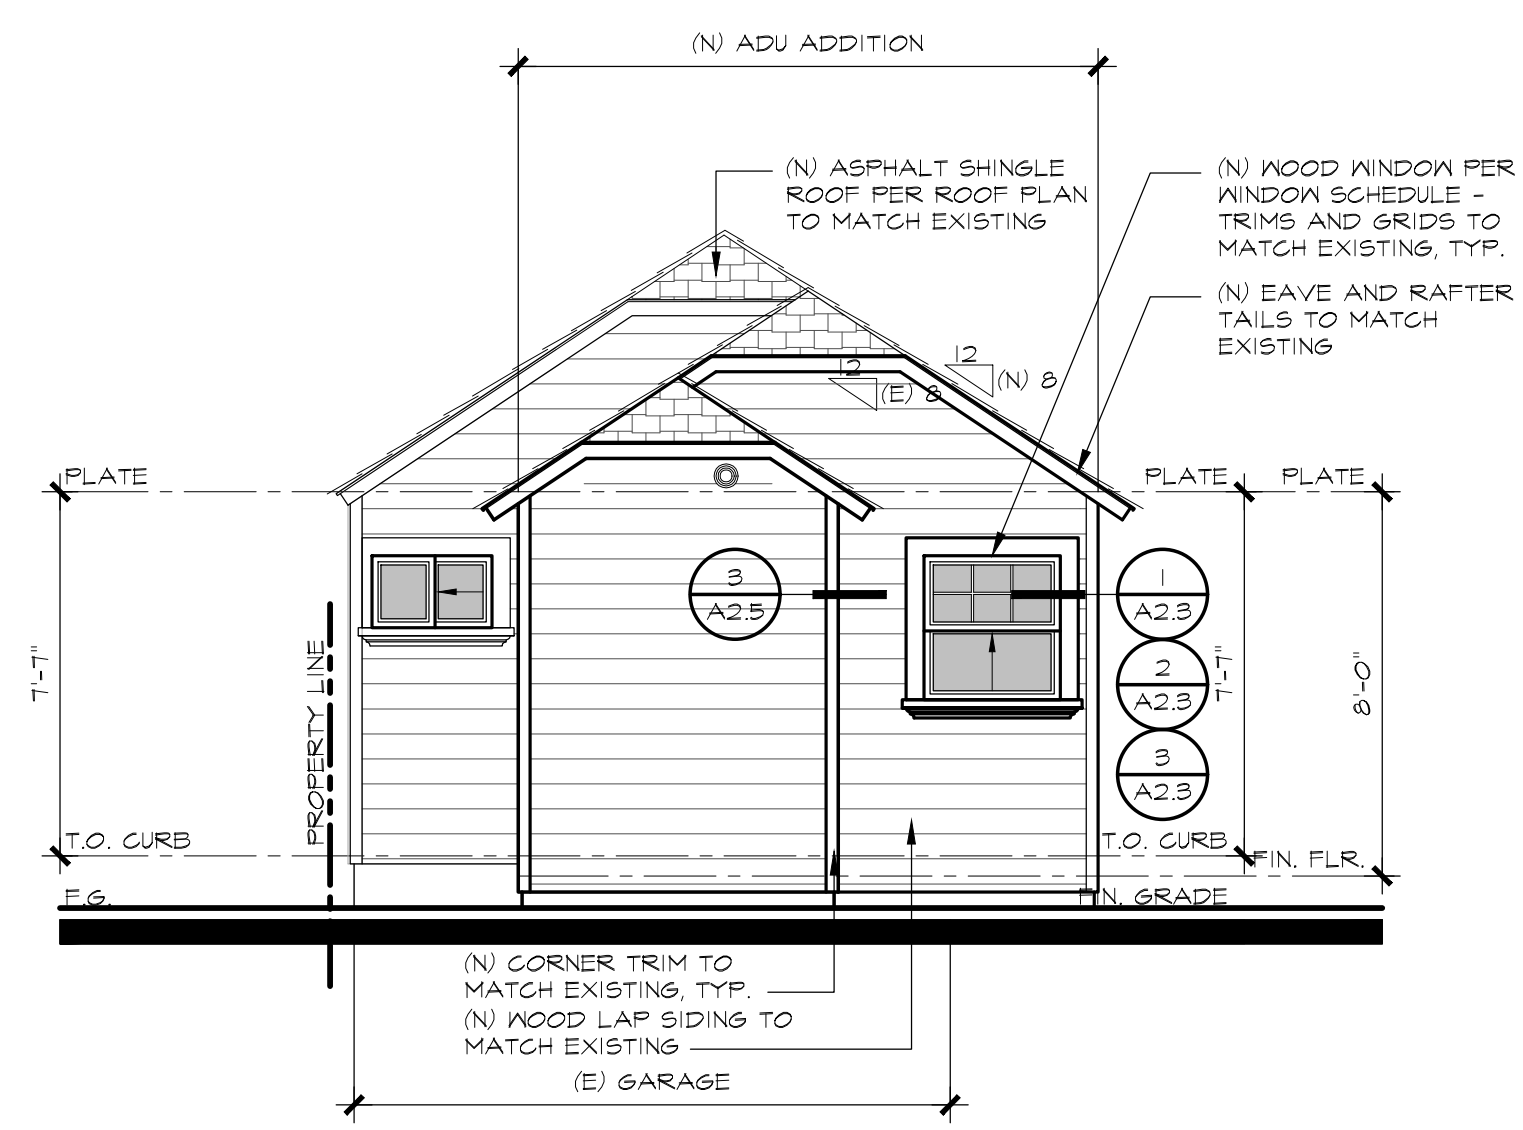 (N) ADU ADDITION
(N) ASPHALT SHINGLE
ROOF PER ROOF PLAN
TO MATCH EXISTING
(N) WOOD WINDOW PER
WINDOW SCHEDULE -
TRIMS AND GRIDS TO
MATCH EXISTING, TYP.
(N) EAVE AND RAFTER
TAILS TO MATCH
EXISTING
12
(N) 8
12
(E) 8
PLATE
PLATE
PLATE
3
A2.5
1
A2.3
2
A2.3
3
A2.3
7'-7"
PROPERTY LINE
7'-7"
8'-0"
T.O. CURB
T.O. CURB
FIN. FLR.
F.G.
FIN. GRADE
(N) CORNER TRIM TO
MATCH EXISTING, TYP.
(N) WOOD LAP SIDING TO
MATCH EXISTING
(E) GARAGE